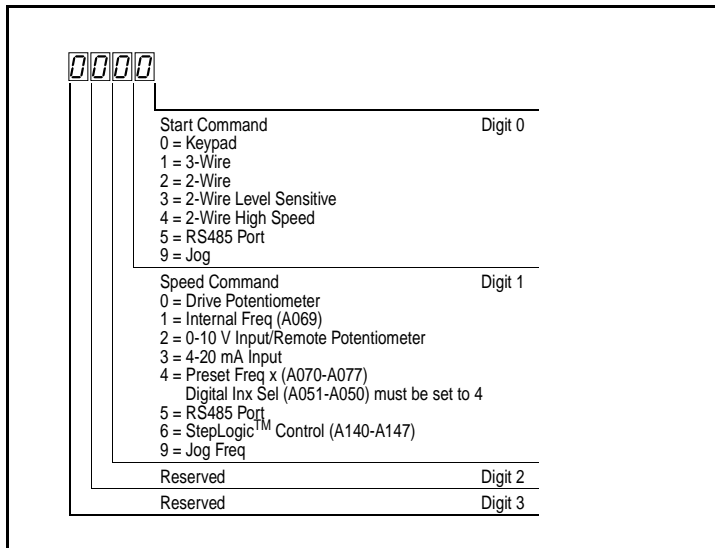 0000
Start Command Digit 0
0 = Keypad
1 = 3-Wire
2 = 2-Wire
3 = 2-Wire Level Sensitive
4 = 2-Wire High Speed
5 = RS485 Port
9 = Jog
Speed Command Digit 1
0 = Drive Potentiometer
1 = Internal Freq (A069)
2 = 0-10 V Input/Remote Potentiometer
3 = 4-20 mA Input
4 = Preset Freq x (A070-A077)
Digital Inx Sel (A051-A050) must be set to 4
5 = RS485 Port
6 = StepLogic™ Control (A140-A147)
9 = Jog Freq
Reserved Digit 2
Reserved Digit 3